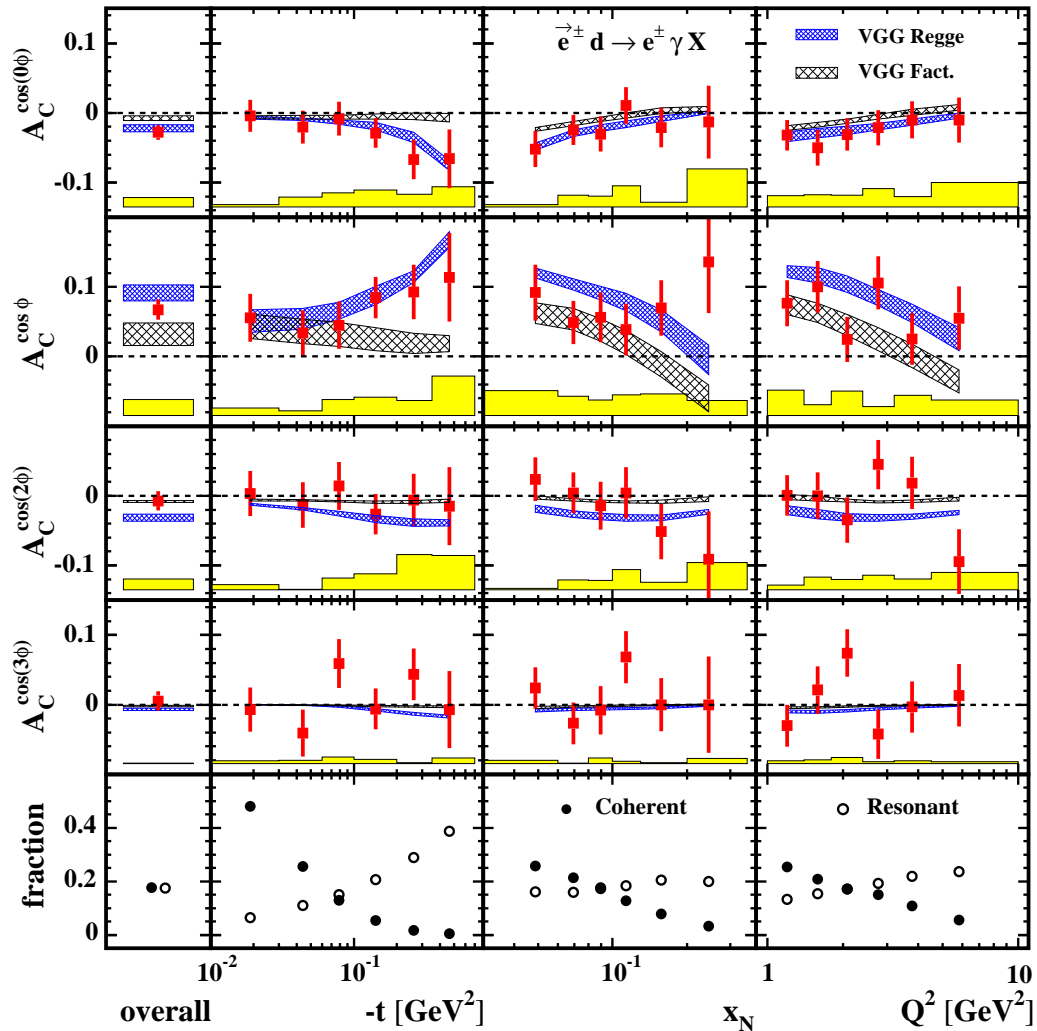 e⃗± d → e± γ X
VGG Regge
VGG Fact.
A_C^cos(0ϕ)
0.1
0
-0.1
A_C^cos ϕ
0.1
0
A_C^cos(2ϕ)
0.1
0
-0.1
A_C^cos(3ϕ)
0.1
0
Coherent
Resonant
fraction
0.4
0.2
0
10^-2
10^-1
10^-1
1
10
overall
-t [GeV^2]
x_N
Q^2 [GeV^2]